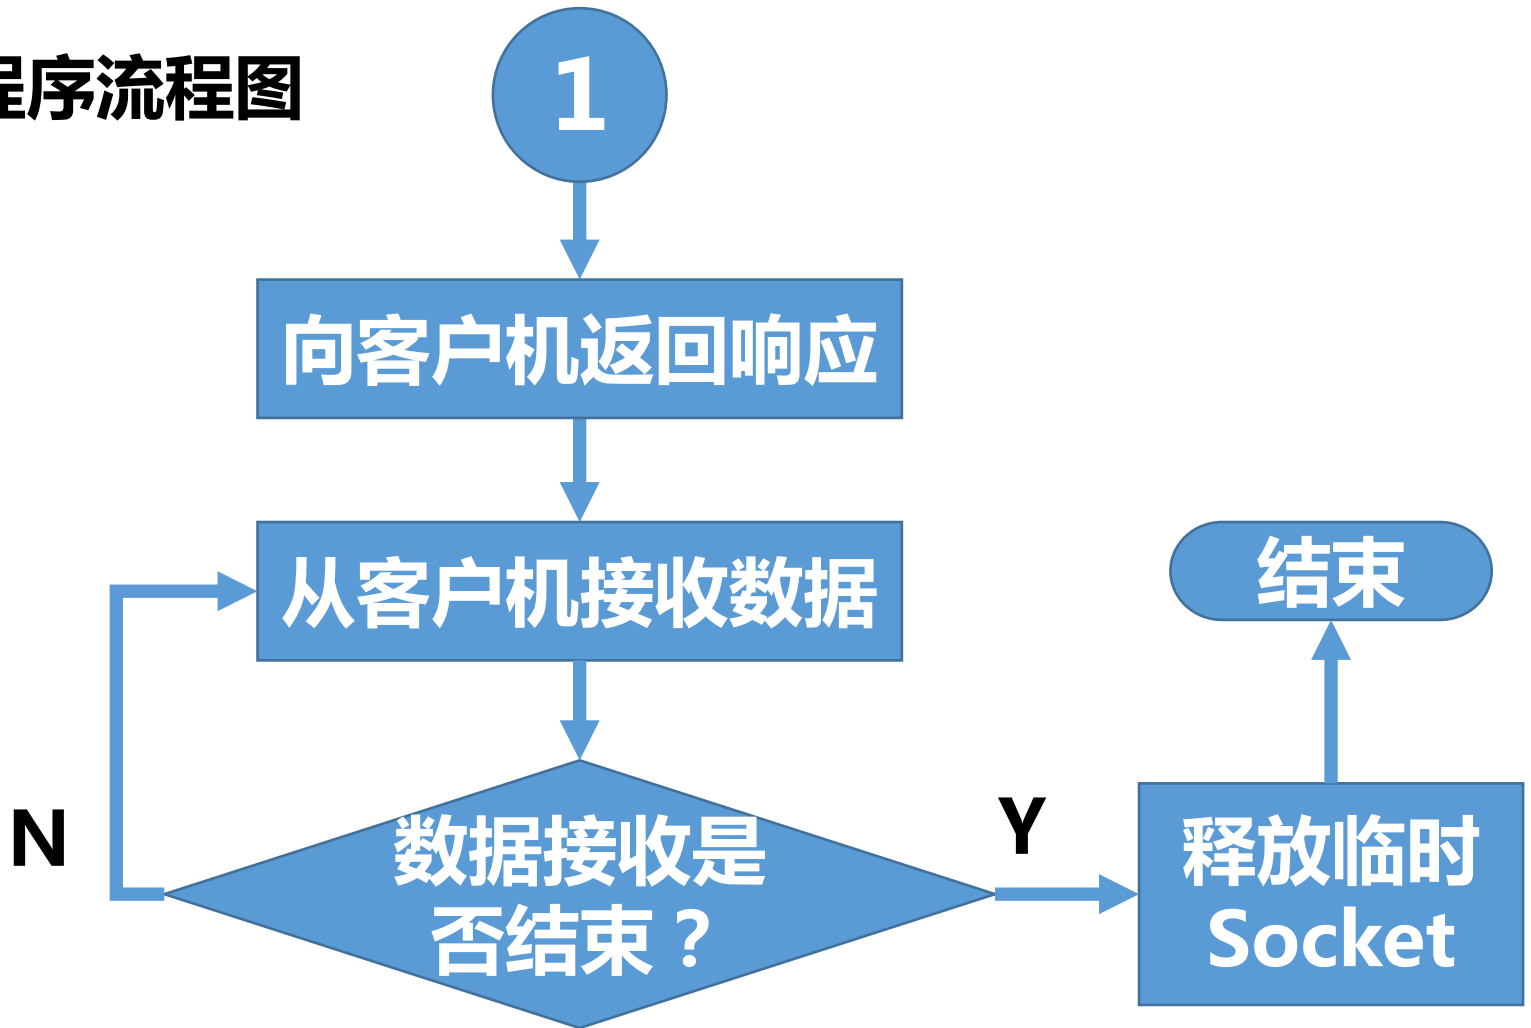 程序流程图
1
向客户机返回响应
从客户机接收数据
结束
N
数据接收是
否结束？
Y
释放临时
Socket